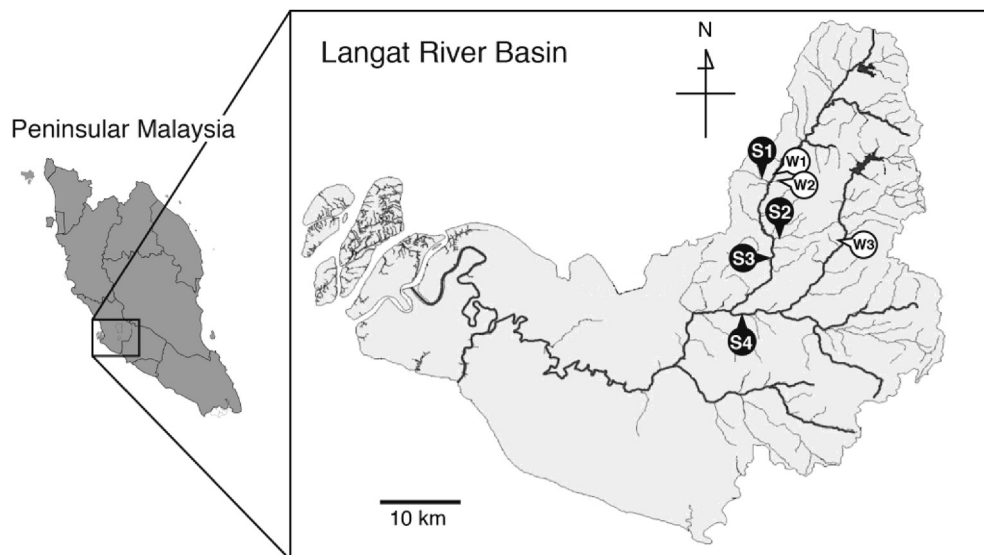 Langat River Basin
N
Peninsular Malaysia
S1
W1
W2
S2
S3
W3
S4
10 km